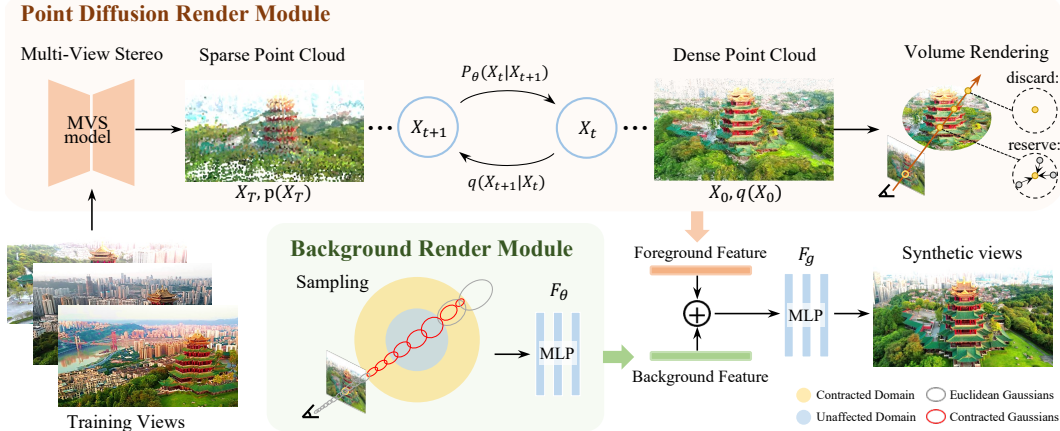 Point Diffusion Render Module
Multi-View Stereo
Sparse Point Cloud
Dense Point Cloud
Volume Rendering
MVS
model
X_{t+1}
P_θ(X_t|X_{t+1})
X_t
q(X_{t+1}|X_t)
X_T, p(X_T)
X_0, q(X_0)
discard:
reserve:
Training Views
Background Render Module
Sampling
F_θ
MLP
Foreground Feature
Background Feature
F_g
MLP
Synthetic views
Contracted Domain
Euclidean Gaussians
Unaffected Domain
Contracted Gaussians